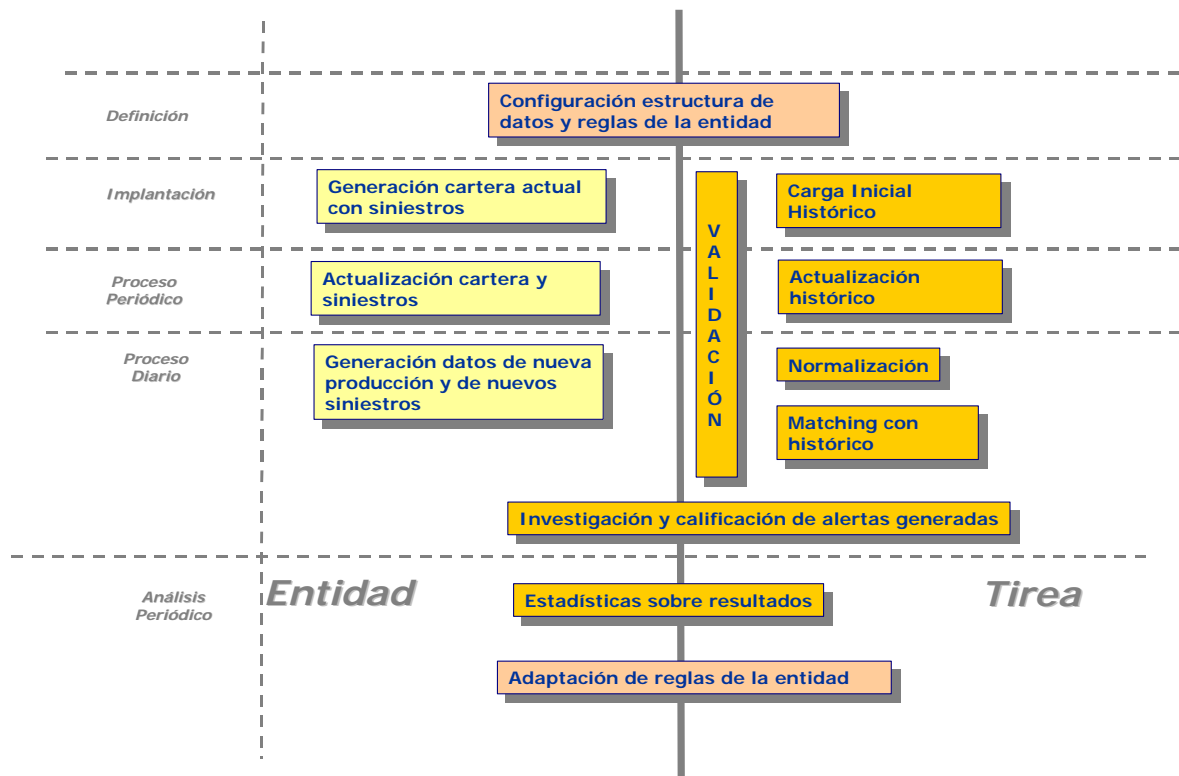 Definición
Configuración estructura de
datos y reglas de la entidad
Implantación
Generación cartera actual
con siniestros
VALIDACIÓN
Carga Inicial
Histórico
Proceso
Periódico
Actualización cartera y
siniestros
Actualización
histórico
Proceso
Diario
Generación datos de nueva
producción y de nuevos
siniestros
Normalización
Matching con
histórico
Investigación y calificación de alertas generadas
Análisis
Periódico
Entidad
Estadísticas sobre resultados
Tirea
Adaptación de reglas de la entidad